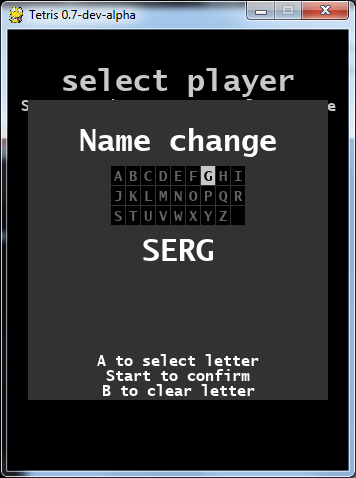 Tetris 0.7-dev-alpha
select player
Name change
A B C D E F G H I
J K L M N O P Q R
S T U V W X Y Z
SERG
A to select letter
Start to confirm
B to clear letter